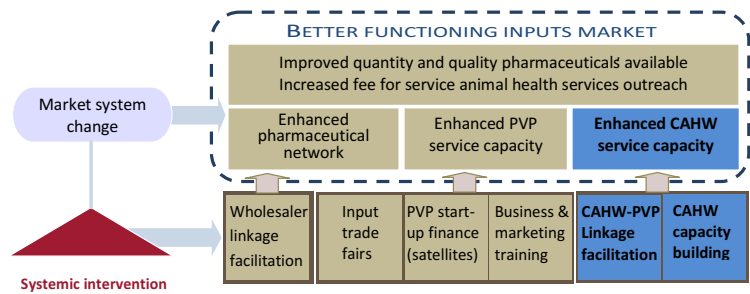 BETTER FUNCTIONING INPUTS MARKET
Improved quantity and quality pharmaceuticals available
Increased fee for service animal health services outreach
Market system
change
Enhanced
pharmaceutical
network
Enhanced PVP
service capacity
Enhanced CAHW
service capacity
Wholesaler
linkage
facilitation
Input
trade
fairs
PVP start-
up finance
(satellites)
Business &
marketing
training
CAHW-PVP
Linkage
facilitation
CAHW
capacity
building
Systemic intervention